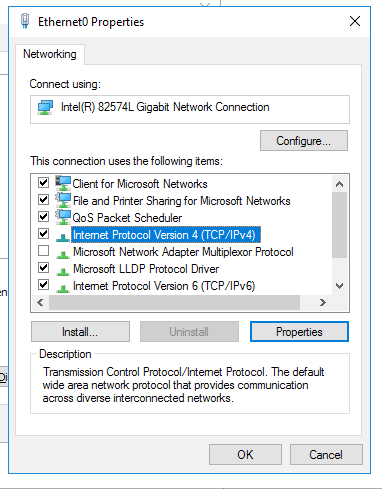 Ethernet0 Properties
Networking
Connect using:
Intel(R) 82574L Gigabit Network Connection
Configure...
This connection uses the following items:
Client for Microsoft Networks
File and Printer Sharing for Microsoft Networks
QoS Packet Scheduler
Internet Protocol Version 4 (TCP/IPv4)
Microsoft Network Adapter Multiplexor Protocol
Microsoft LLDP Protocol Driver
Internet Protocol Version 6 (TCP/IPv6)
Install...
Uninstall
Properties
Description
Transmission Control Protocol/Internet Protocol. The default
wide area network protocol that provides communication
across diverse interconnected networks.
OK
Cancel